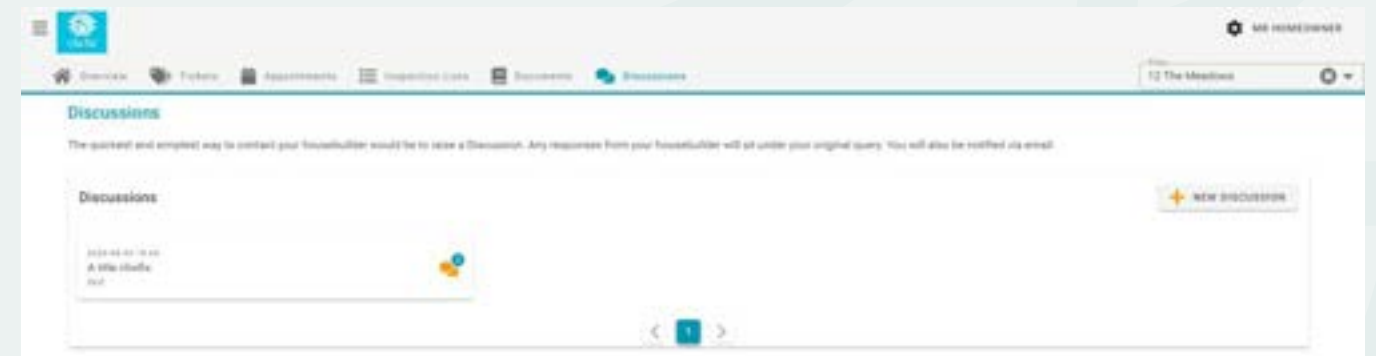 MR HOMEOWNER
Overview Tickets Appointments Inspection Lists Documents Discussions
12 The Meadows
Discussions
The quickest and simplest way to contact your housebuilder would be to raise a Discussion. Any responses from your housebuilder will sit under your original query. You will also be notified via email.
Discussions
NEW DISCUSSION
A title
1